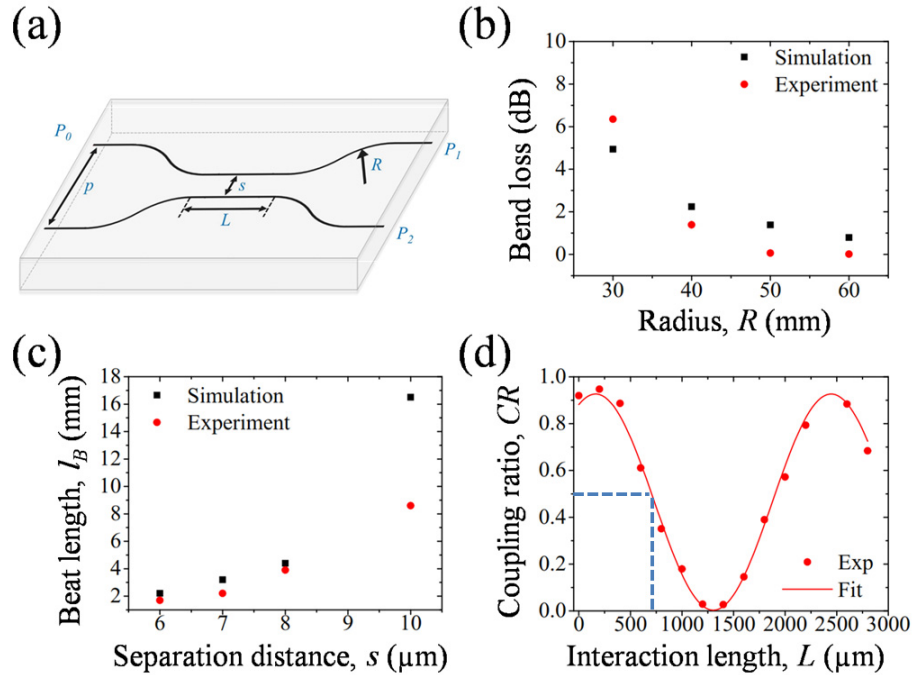 (a)
P0
p
s
L
R
P1
P2
(b)
Bend loss (dB)
10
8
6
4
2
0
Simulation
Experiment
30 40 50 60
Radius, R (mm)
(c)
Beat length, lB (mm)
18
16
14
12
10
8
6
4
2
Simulation
Experiment
6 7 8 9 10
Separation distance, s (µm)
(d)
Coupling ratio, CR
1.0
0.8
0.6
0.4
0.2
0.0
Exp
Fit
0 500 1000 1500 2000 2500 3000
Interaction length, L (µm)